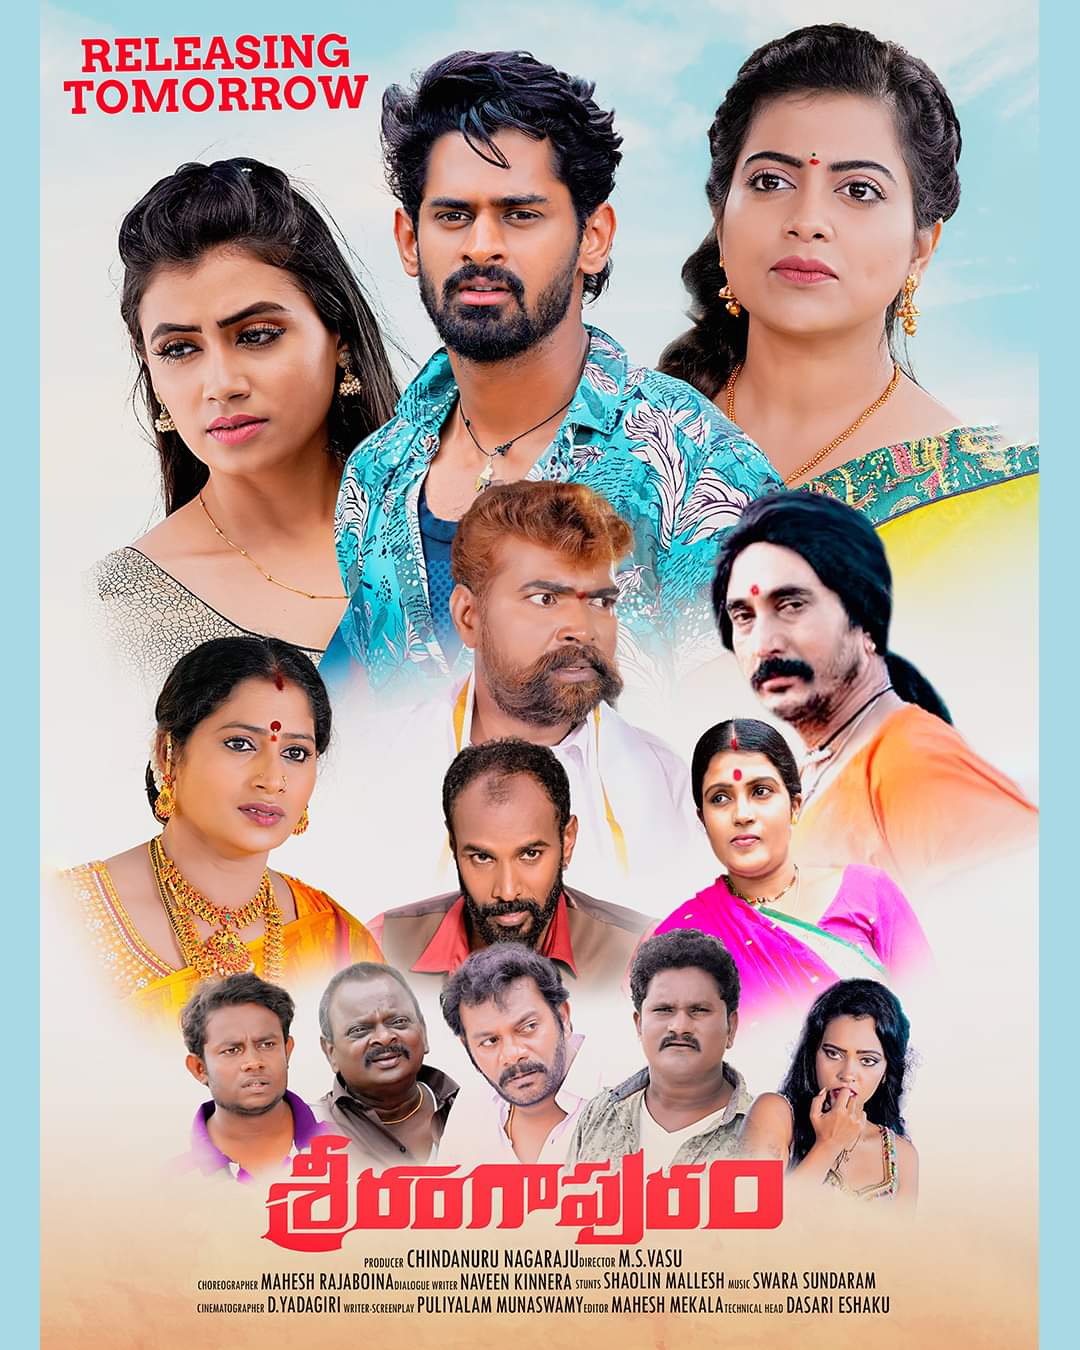 RELEASING
TOMORROW
శ్రీరంగాపురం
PRODUCER CHINDANURU NAGARAJU DIRECTOR M.S.VASU
CHOREOGRAPHER MAHESH RAJABOINA DIALOGUE WRITER NAVEEN KINNERA STUNTS SHAOLIN MALLESH MUSIC SWARA SUNDARAM
CINEMATOGRAPHER D.YADAGIRI WRITER-SCREENPLAY PULIYALAM MUNASWAMY EDITOR MAHESH MEKALA TECHNICAL HEAD DASARI ESHAKU